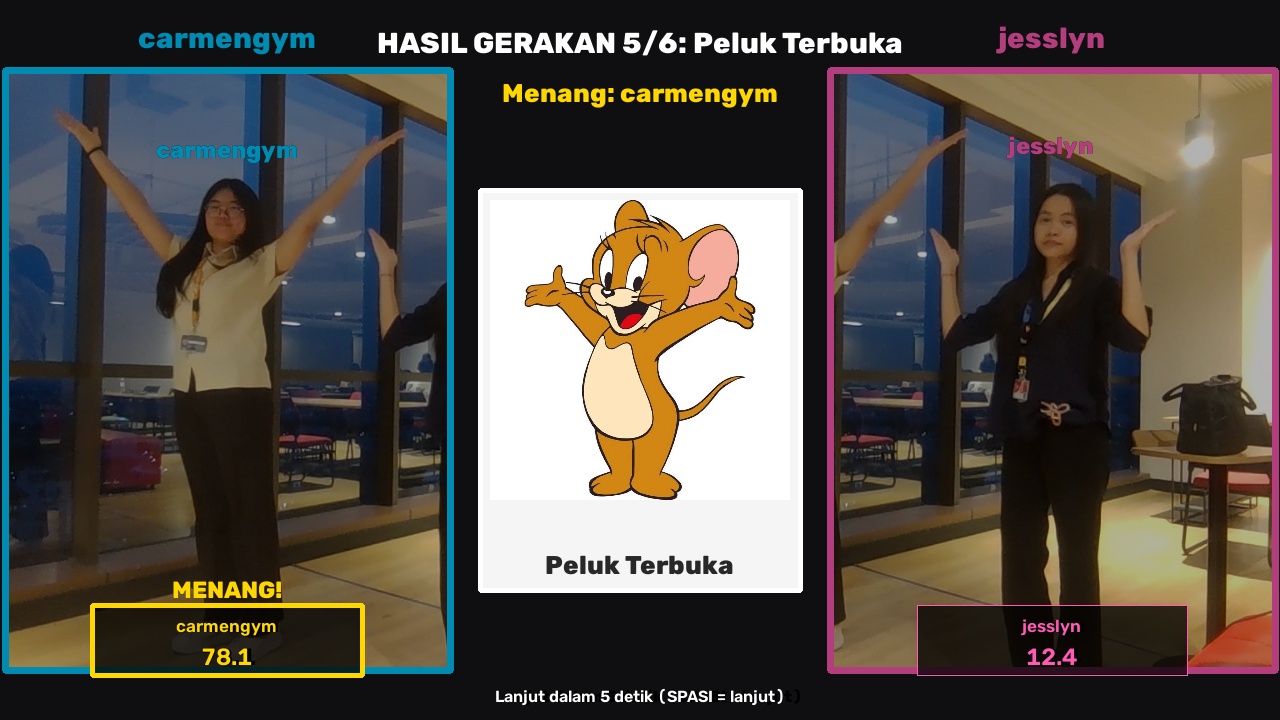 carmengym
HASIL GERAKAN 5/6: Peluk Terbuka
jesslyn
Menang: carmengym
carmengym
jesslyn
Peluk Terbuka
MENANG!
carmengym
78.1
jesslyn
12.4
Lanjut dalam 5 detik (SPASI = lanjut)